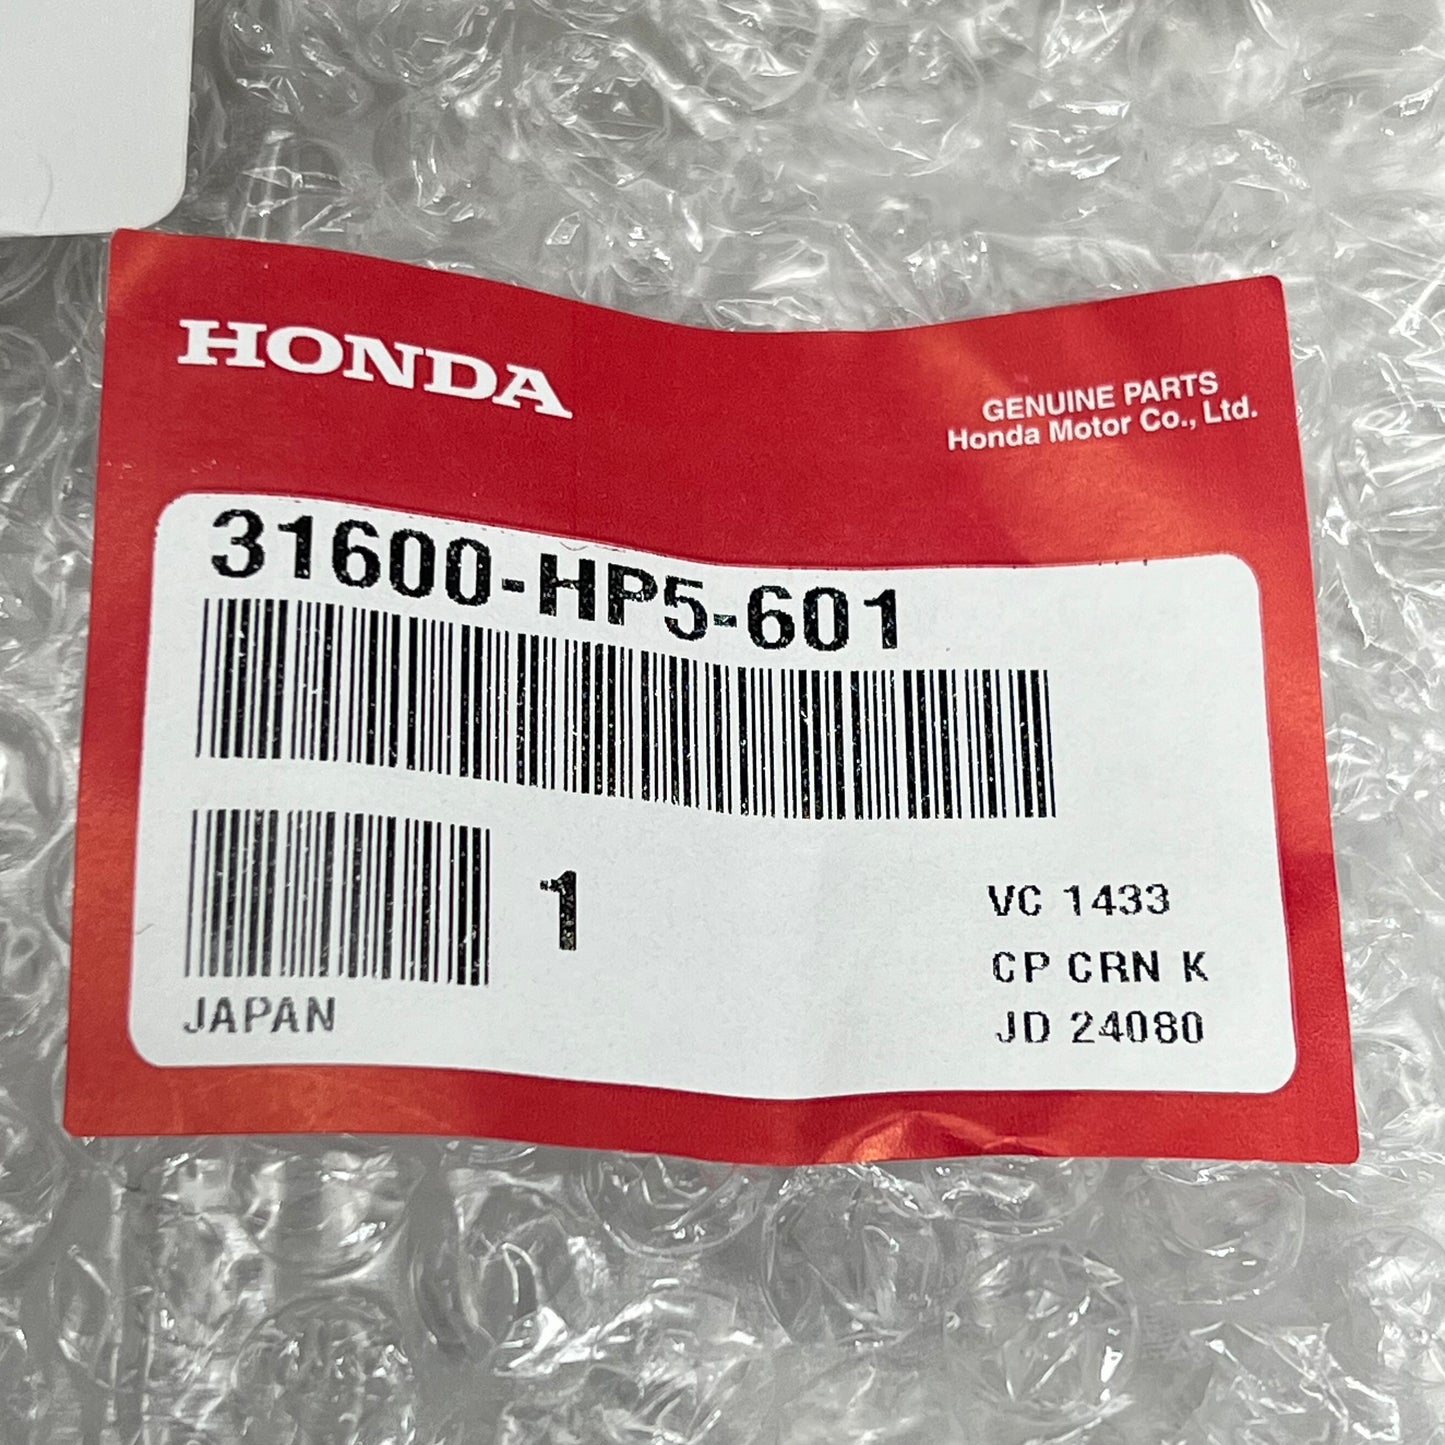 HONDA
GENUINE PARTS
Honda Motor Co., Ltd.
31600-HP5-601
1
VC 1433
CP CRN K
JD 24080
JAPAN